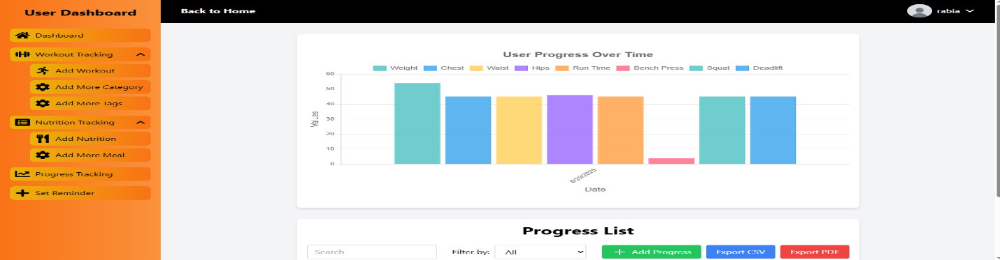 User Dashboard
Dashboard
Workout Tracking
Add Workout
Add More Category
Add More Tags
Nutrition Tracking
Add Nutrition
Add More Meal
Progress Tracking
Set Reminder
Back to Home
rabia
User Progress Over Time
Weight Chest Waist Hips Run Time Bench Press Squat Deadlift
60
50
40
30
20
10
0
Values
6/29/2025
Date
Progress List
Search
Filter by:
All
Add Progress
Export CSV
Export PDF